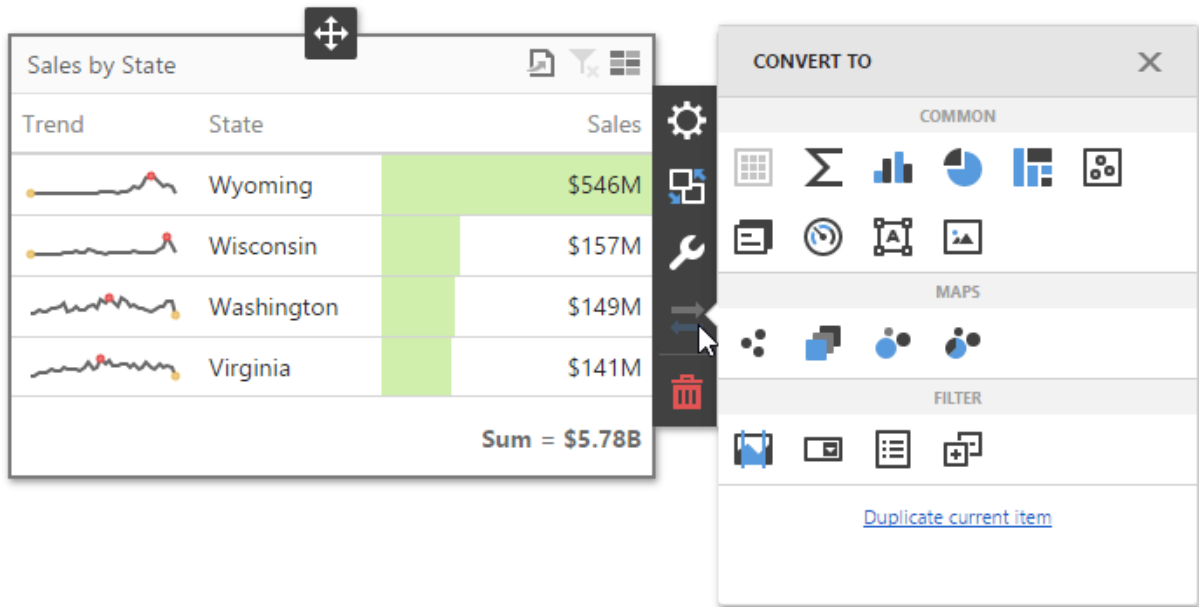 Sales by State
Trend State Sales
Wyoming $546M
Wisconsin $157M
Washington $149M
Virginia $141M
Sum = $5.78B
CONVERT TO
COMMON
A
MAPS
FILTER
Duplicate current item